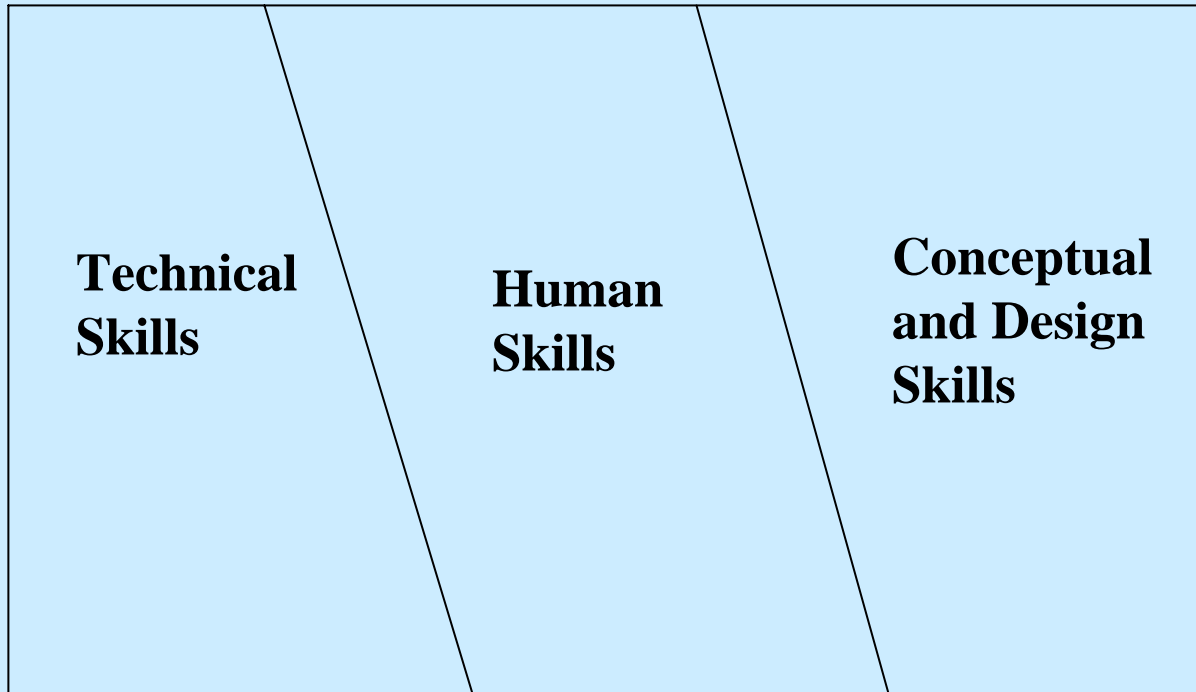 Technical
Skills
Human
Skills
Conceptual
and Design
Skills